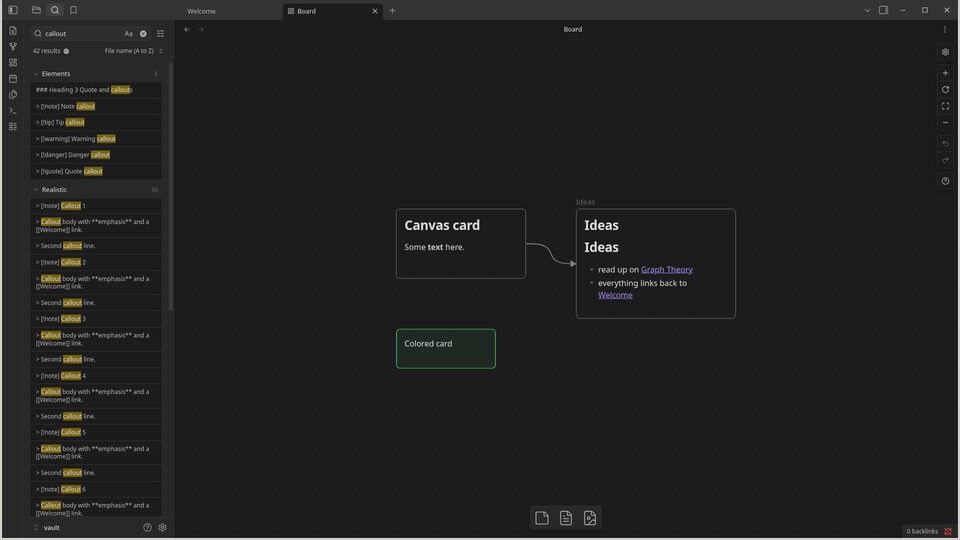 Welcome
Board
callout
Aa
42 results
File name (A to Z)
Board
Elements
6
### Heading 3 Quote and callouts
> [!note] Note callout
> [!tip] Tip callout
> [!warning] Warning callout
> [!danger] Danger callout
> [!quote] Quote callout
Realistic
36
> [!note] Callout 1
> Callout body with **emphasis** and a
[[Welcome]] link.
> Second callout line.
> [!note] Callout 2
> Callout body with **emphasis** and a
[[Welcome]] link.
> Second callout line.
> [!note] Callout 3
> Callout body with **emphasis** and a
[[Welcome]] link.
> Second callout line.
> [!note] Callout 4
> Callout body with **emphasis** and a
[[Welcome]] link.
> Second callout line.
> [!note] Callout 5
> Callout body with **emphasis** and a
[[Welcome]] link.
> Second callout line.
> [!note] Callout 6
> Callout body with **emphasis** and a
[[Welcome]] link.
vault
Canvas card
Some text here.
Ideas
Ideas
Ideas
• read up on Graph Theory
• everything links back to
Welcome
Colored card
0 backlinks